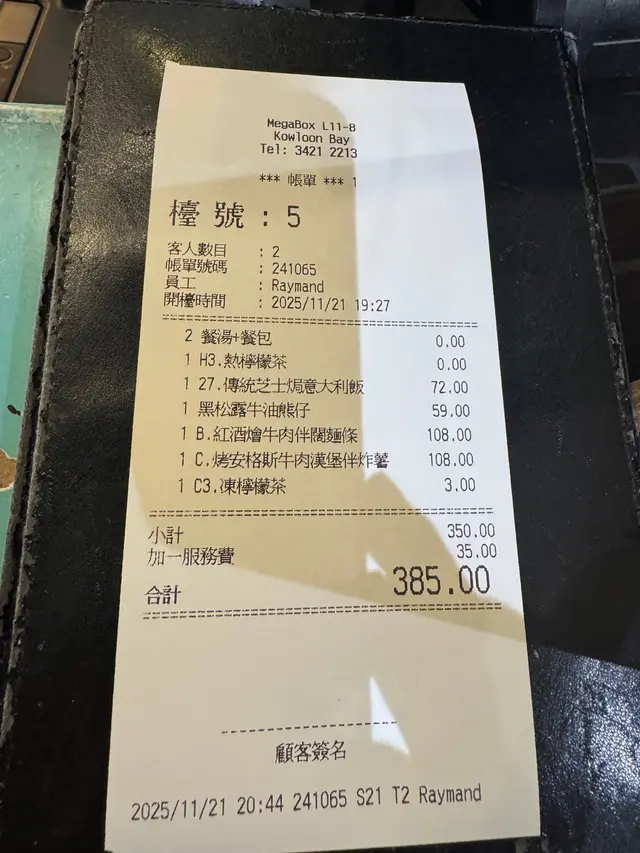 MegaBox L11-8
Kowloon Bay
Tel: 3421 2213
*** 帳單 *** 1
檯號 : 5
客人數目 : 2
帳單號碼 : 241065
員工 : Raymand
開檯時間 : 2025/11/21 19:27
2 餐湯+餐包 0.00
1 H3.熱檸檬茶 0.00
1 27.傳統芝士焗意大利飯 72.00
1 黑松露牛油熊仔 59.00
1 B.紅酒燴牛肉伴闊麵條 108.00
1 C.烤安格斯牛肉漢堡伴炸薯 108.00
1 C3.凍檸檬茶 3.00
小計 350.00
加一服務費 35.00
合計 385.00
顧客簽名
2025/11/21 20:44 241065 S21 T2 Raymand